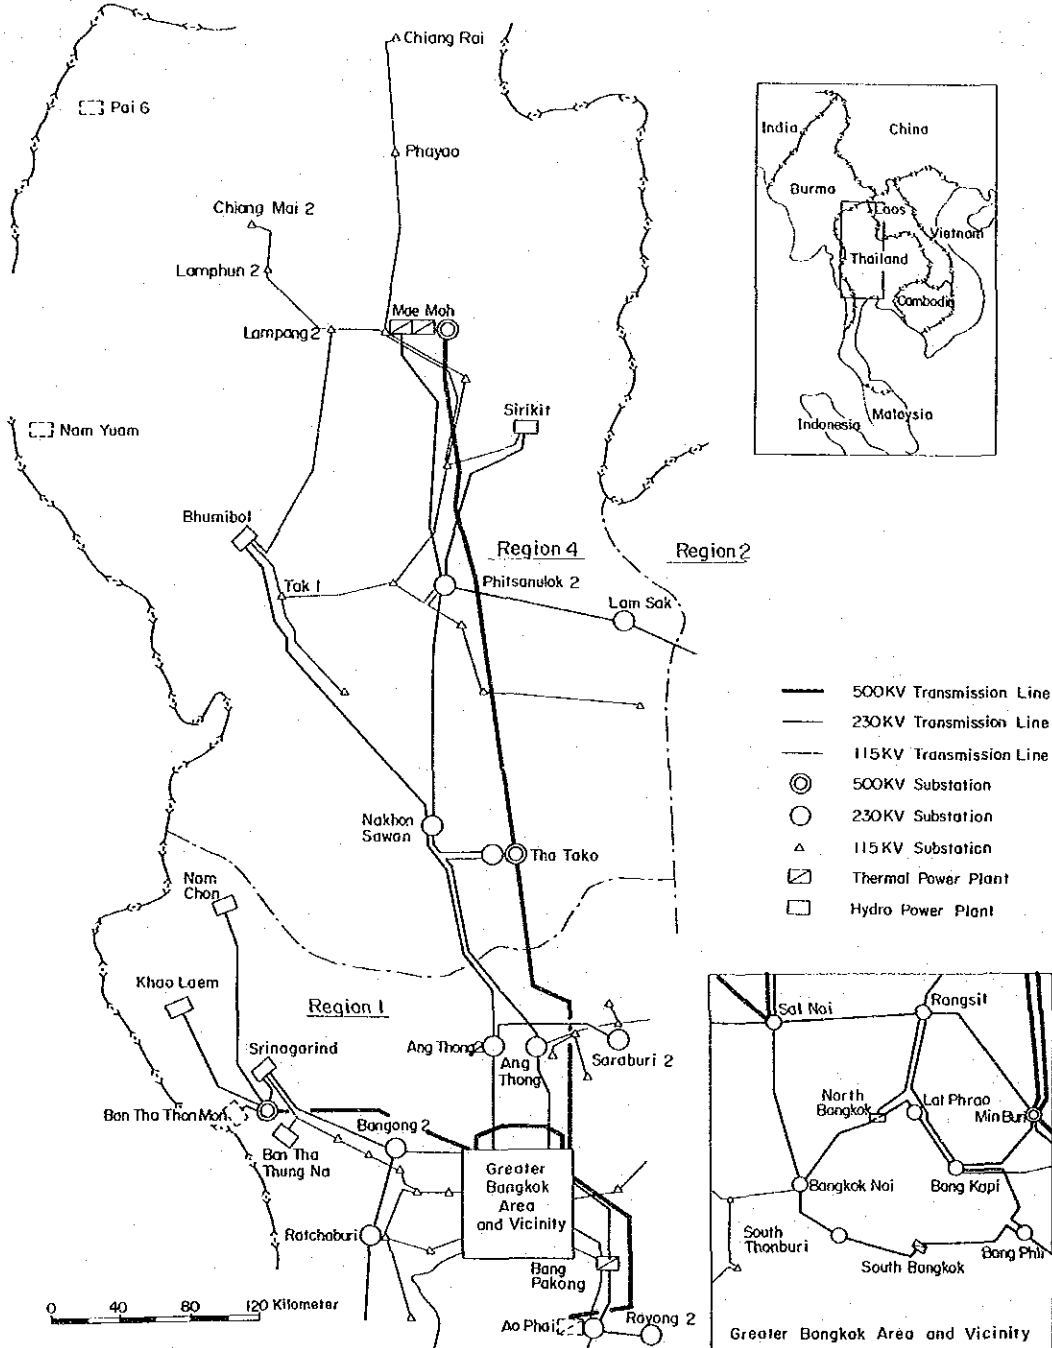 Chiang Rai
Pai 6
Phayao
Chiang Mai 2
Lamphun 2
Mae Moh
Lampang 2
Sirikit
Nam Yuam
Bhumibol
Region 4
Region 2
Phitsanulok 2
Tak 1
Lam Sak
Nakhon
Sawan
Tha Tako
Nam
Chon
Khao Laem
Region 1
Srinagarind
Ang Thong 2
Ang
Thong
Saraburi 2
Ban Tha Thon Mon
Bangong 2
Ban Tha
Thung Na
Greater
Bangkok
Area
and Vicinity
Ratchaburi
Bang
Pakong
Ao Phai
Rayong 2
0 40 80 120 Kilometer
India
China
Burma
Laos
Vietnam
Thailand
Cambodia
Malaysia
Indonesia
500KV Transmission Line
230KV Transmission Line
115KV Transmission Line
500KV Substation
230KV Substation
115KV Substation
Thermal Power Plant
Hydro Power Plant
Sai Noi
Rangsit
North
Bangkok
Lat Phrao
Min Buri
Bangkok Noi
Bang Kapi
South
Thonburi
South Bangkok
Bang Phli
Greater Bangkok Area and Vicinity